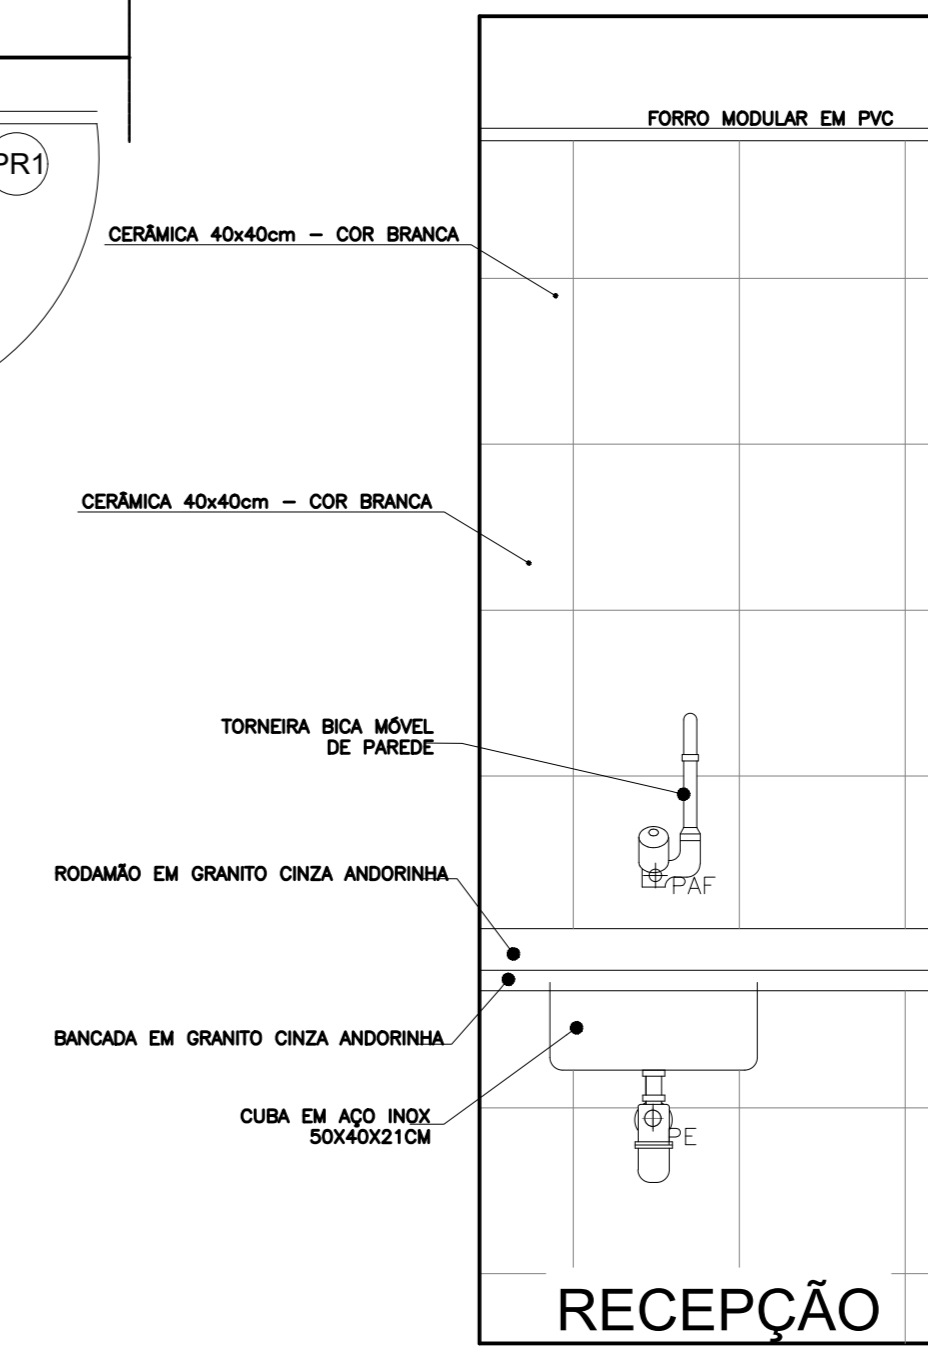 FORRO MODULAR EM PVC
PR1
CERÂMICA 40x40cm – COR BRANCA
CERÂMICA 40x40cm – COR BRANCA
TORNEIRA BICA MÓVEL
DE PAREDE
RODAMÃO EM GRANITO CINZA ANDORINHA
PAF
BANCADA EM GRANITO CINZA ANDORINHA
CUBA EM AÇO INOX
50X40X21CM
PE
RECEPÇÃO